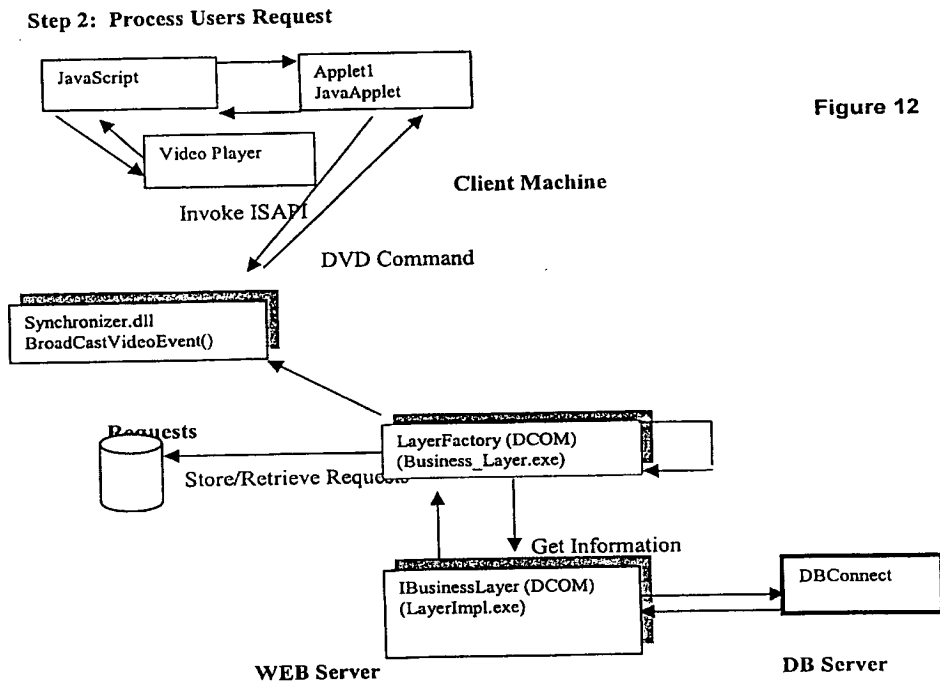 Step 2: Process Users Request
JavaScript
Applet1
JavaApplet
Figure 12
Video Player
Client Machine
Invoke ISAPI
DVD Command
Synchronizer.dll
BroadCastVideoEvent()
Requests
LayerFactory (DCOM)
(Business_Layer.exe)
Store/Retrieve Requests
Get Information
IBusinessLayer (DCOM)
(LayerImpl.exe)
DBConnect
WEB Server
DB Server